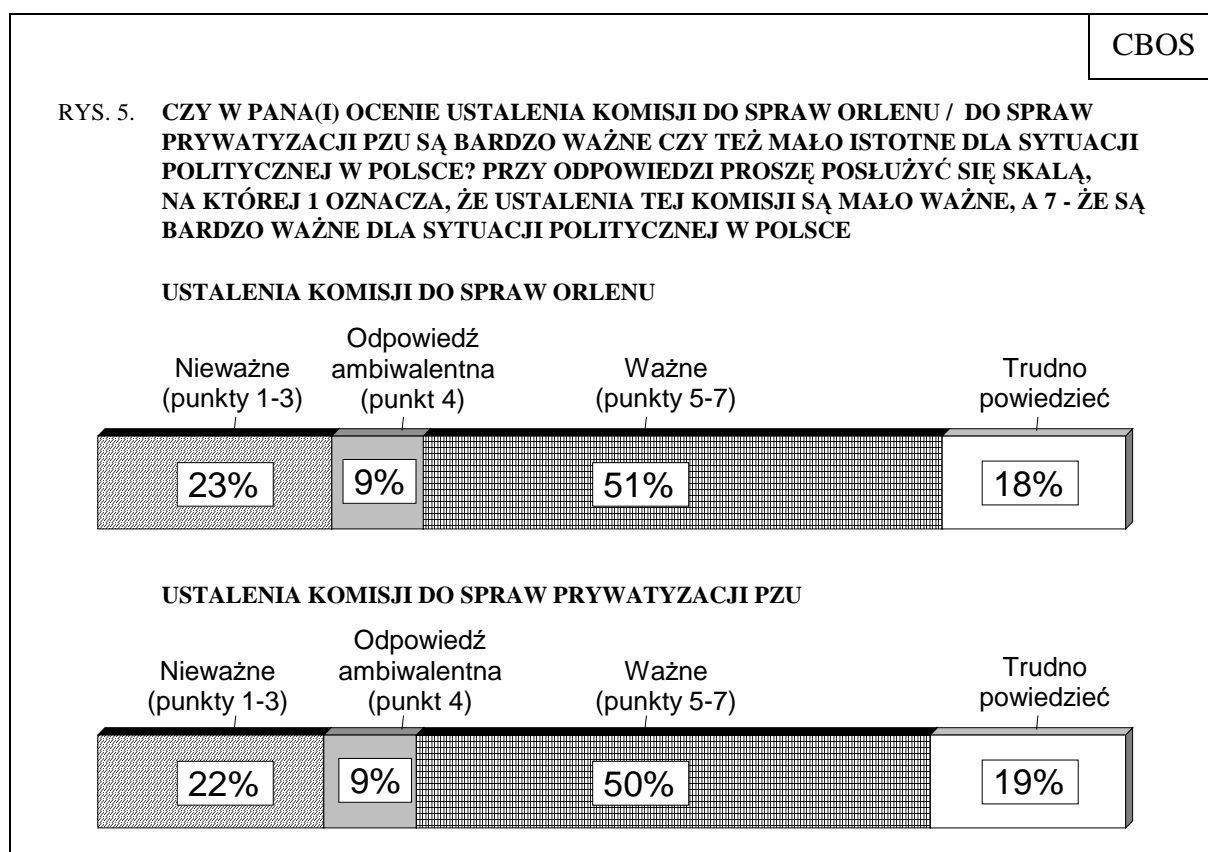 CBOS
RYS. 5. CZY W PANA(I) OCENIE USTALENIA KOMISJI DO SPRAW ORLENU / DO SPRAW
PRYWATYZACJI PZU SĄ BARDZO WAŻNE CZY TEŻ MAŁO ISTOTNE DLA SYTUACJI
POLITYCZNEJ W POLSCE? PRZY ODPOWIEDZI PROSZĘ POSŁUŻYĆ SIĘ SKALĄ,
NA KTÓREJ 1 OZNACZA, ŻE USTALENIA TEJ KOMISJI SĄ MAŁO WAŻNE, A 7 - ŻE SĄ
BARDZO WAŻNE DLA SYTUACJI POLITYCZNEJ W POLSCE
USTALENIA KOMISJI DO SPRAW ORLENU
Nieważne
(punkty 1-3)
Odpowiedź
ambiwalentna
(punkt 4)
Ważne
(punkty 5-7)
Trudno
powiedzieć
23%
9%
51%
18%
USTALENIA KOMISJI DO SPRAW PRYWATYZACJI PZU
Nieważne
(punkty 1-3)
Odpowiedź
ambiwalentna
(punkt 4)
Ważne
(punkty 5-7)
Trudno
powiedzieć
22%
9%
50%
19%